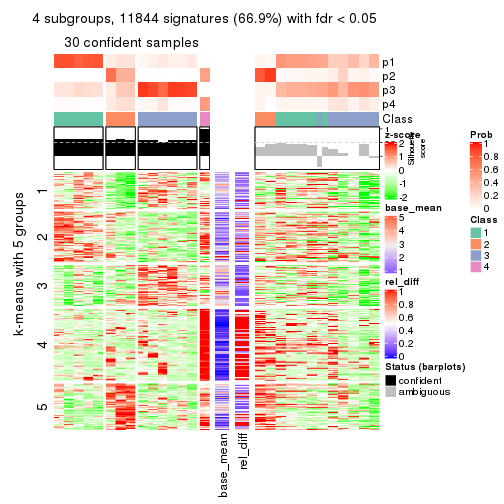 4 subgroups, 11844 signatures (66.9%) with fdr < 0.05
30 confident samples
p1
p2
p3
p4
Class
1
Silhouette
score
z-score
2
1
0
-1
-2
base_mean
5
4
3
2
1
rel_diff
1
0.8
0.6
0.4
0.2
0
Status (barplots)
confident
ambiguous
Prob
1
0.8
0.6
0.4
0.2
0
Class
1
2
3
4
k-means with 5 groups
1
2
3
4
5
base_mean
rel_diff